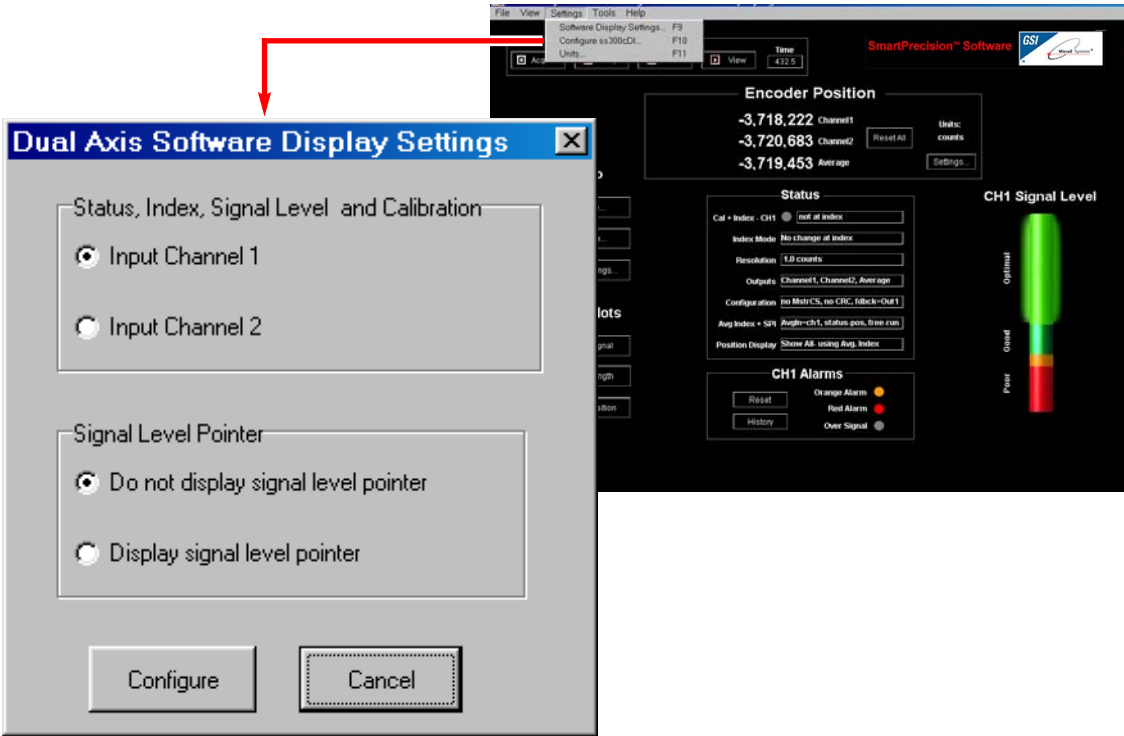 File View Settings Tools Help
Software Display Settings... F9
Configure ss300cDI... F10
Units... F11
View
Time
432.5
SmartPrecision™ Software
GSI
Encoder Position
-3,718,222 Channel1
-3,720,683 Channel2
-3,719,453 Average
Reset All
Units:
counts
Settings...
Status
Cal + Index - CH1 not at index
Index Mode No change at index
Resolution 1.0 counts
Outputs Channel1, Channel2, Average
Configuration no MstrCS, no CRC, fdbck=Out1
Avg Index + SPI AvgIn=ch1, status-pos, free-run
Position Display Show All- using Avg. Index
CH1 Alarms
Reset
History
Orange Alarm
Red Alarm
Over Signal
CH1 Signal Level
Optimal
Good
Poor
Dual Axis Software Display Settings
Status, Index, Signal Level and Calibration
Input Channel 1
Input Channel 2
Signal Level Pointer
Do not display signal level pointer
Display signal level pointer
Configure
Cancel